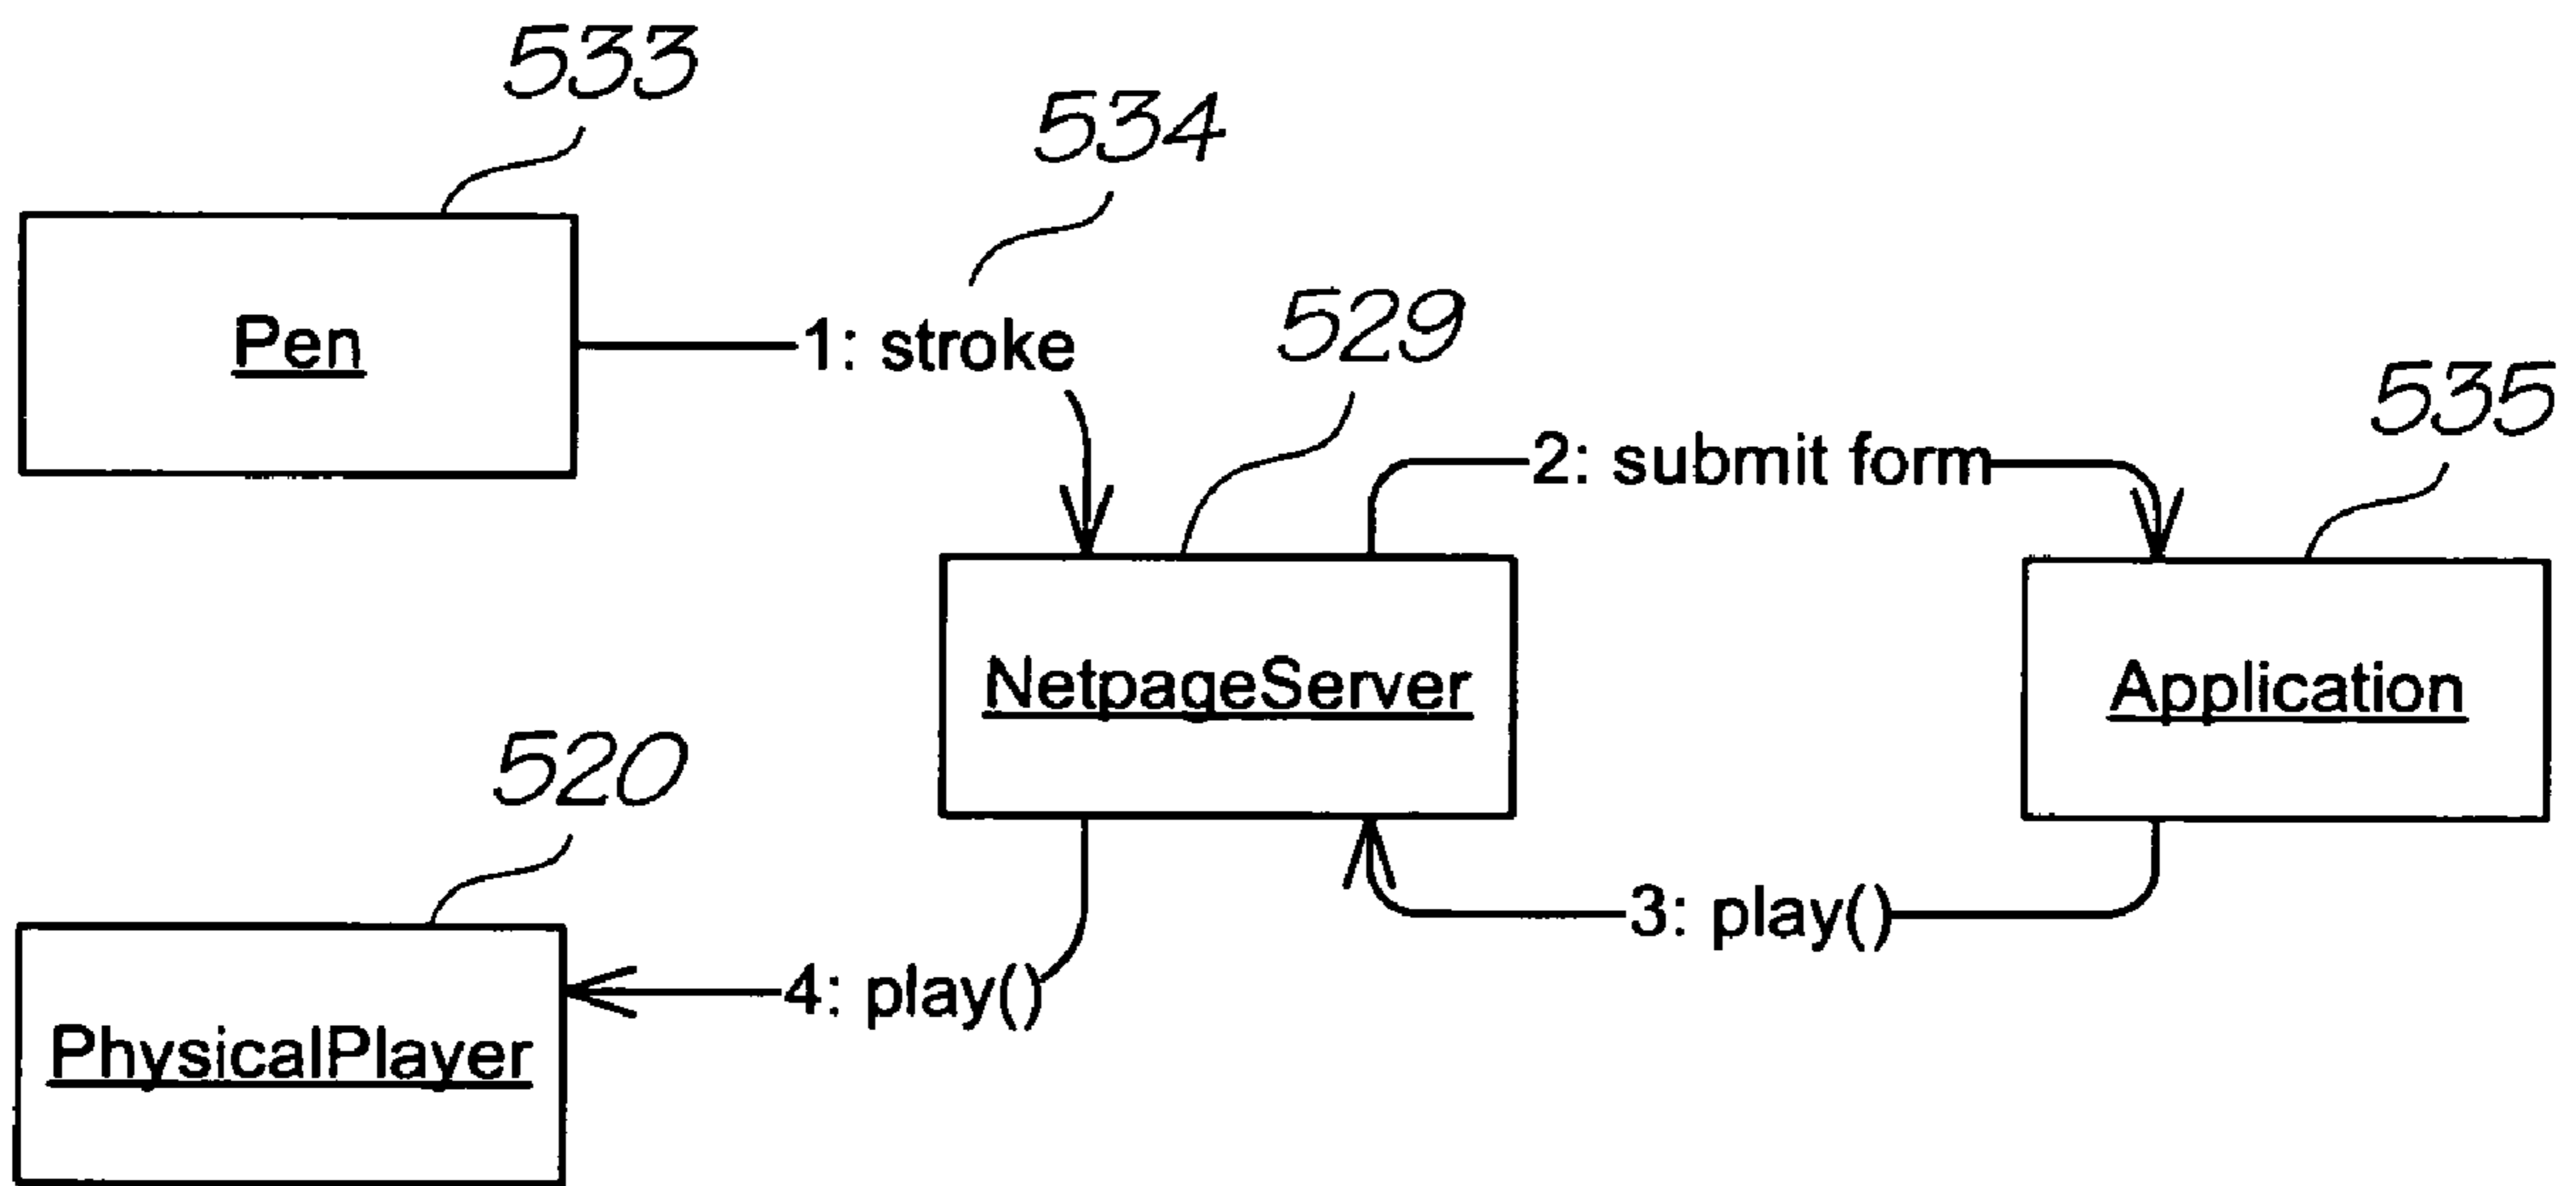 533
534
Pen
1: stroke
529
535
2: submit form
NetpageServer
Application
520
3: play()
4: play()
PhysicalPlayer